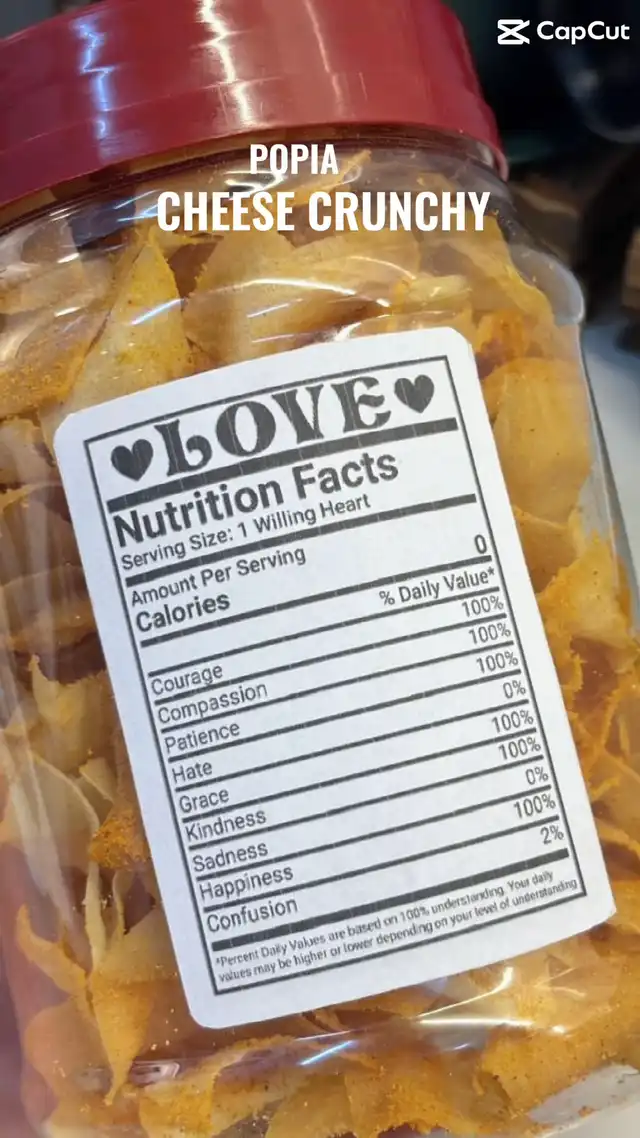 CapCut
POPIA
CHEESE CRUNCHY
LOVE
Nutrition Facts
Serving Size: 1 Willing Heart
Amount Per Serving
Calories 0
% Daily Value*
Courage 100%
Compassion 100%
Patience 100%
Hate 0%
Grace 100%
Kindness 100%
Sadness 0%
Happiness 100%
Confusion 2%
*Percent Daily Values are based on 100% understanding. Your daily
values may be higher or lower depending on your level of understanding